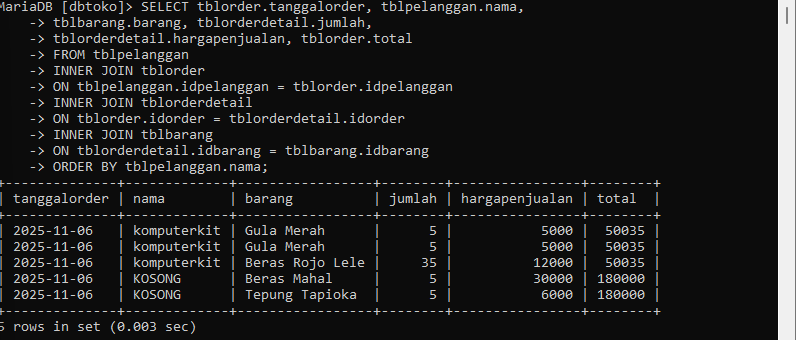 MariaDB [dbtoko]> SELECT tblorder.tanggalorder, tblpelanggan.nama,
    -> tblbarang.barang, tblorderdetail.jumlah,
    -> tblorderdetail.hargapenjualan, tblorder.total
    -> FROM tblpelanggan
    -> INNER JOIN tblorder
    -> ON tblpelanggan.idpelanggan = tblorder.idpelanggan
    -> INNER JOIN tblorderdetail
    -> ON tblorder.idorder = tblorderdetail.idorder
    -> INNER JOIN tblbarang
    -> ON tblorderdetail.idbarang = tblbarang.idbarang
    -> ORDER BY tblpelanggan.nama;
+--------------+-------------+-----------------+--------+----------------+--------+
| tanggalorder | nama        | barang          | jumlah | hargapenjualan | total  |
+--------------+-------------+-----------------+--------+----------------+--------+
| 2025-11-06   | komputerkit | Gula Merah      |      5 |           5000 |  50035 |
| 2025-11-06   | komputerkit | Gula Merah      |      5 |           5000 |  50035 |
| 2025-11-06   | komputerkit | Beras Rojo Lele |     35 |          12000 |  50035 |
| 2025-11-06   | KOSONG      | Beras Mahal     |      5 |          30000 | 180000 |
| 2025-11-06   | KOSONG      | Tepung Tapioka  |      5 |           6000 | 180000 |
+--------------+-------------+-----------------+--------+----------------+--------+
5 rows in set (0.003 sec)